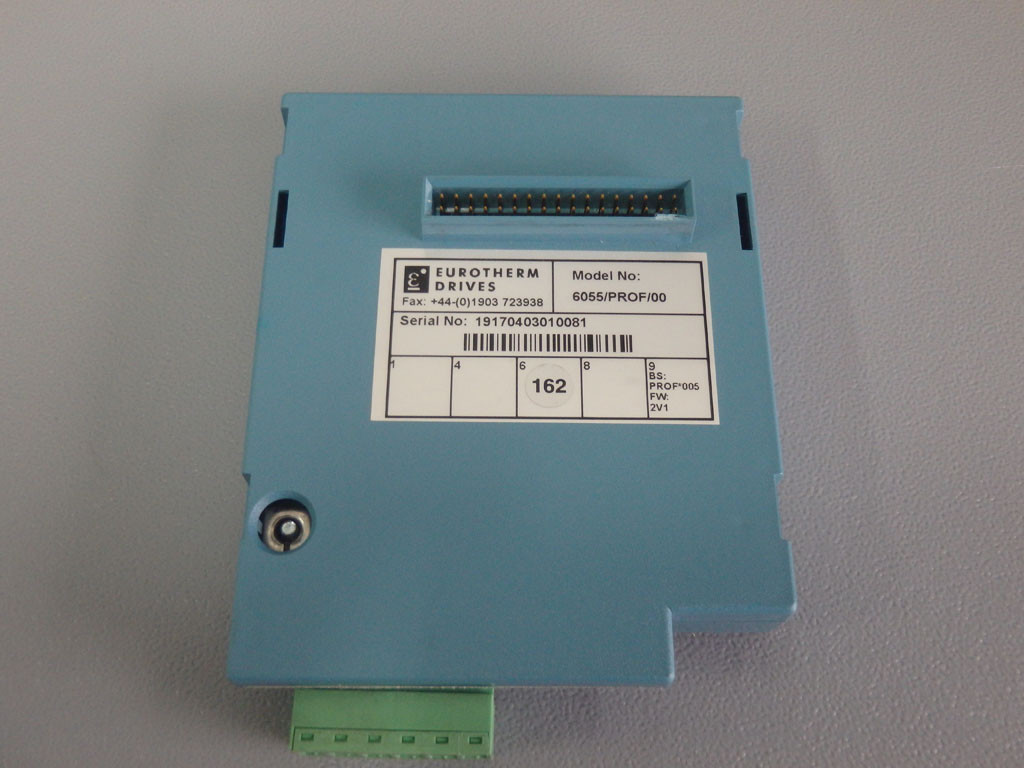 EUROTHERM
DRIVES
Fax: +44-(0)1903 723938
Model No:
6055/PROF/00
Serial No: 19170403010081
1
4
6
162
8
9
BS:
PROF*005
FW:
2V1